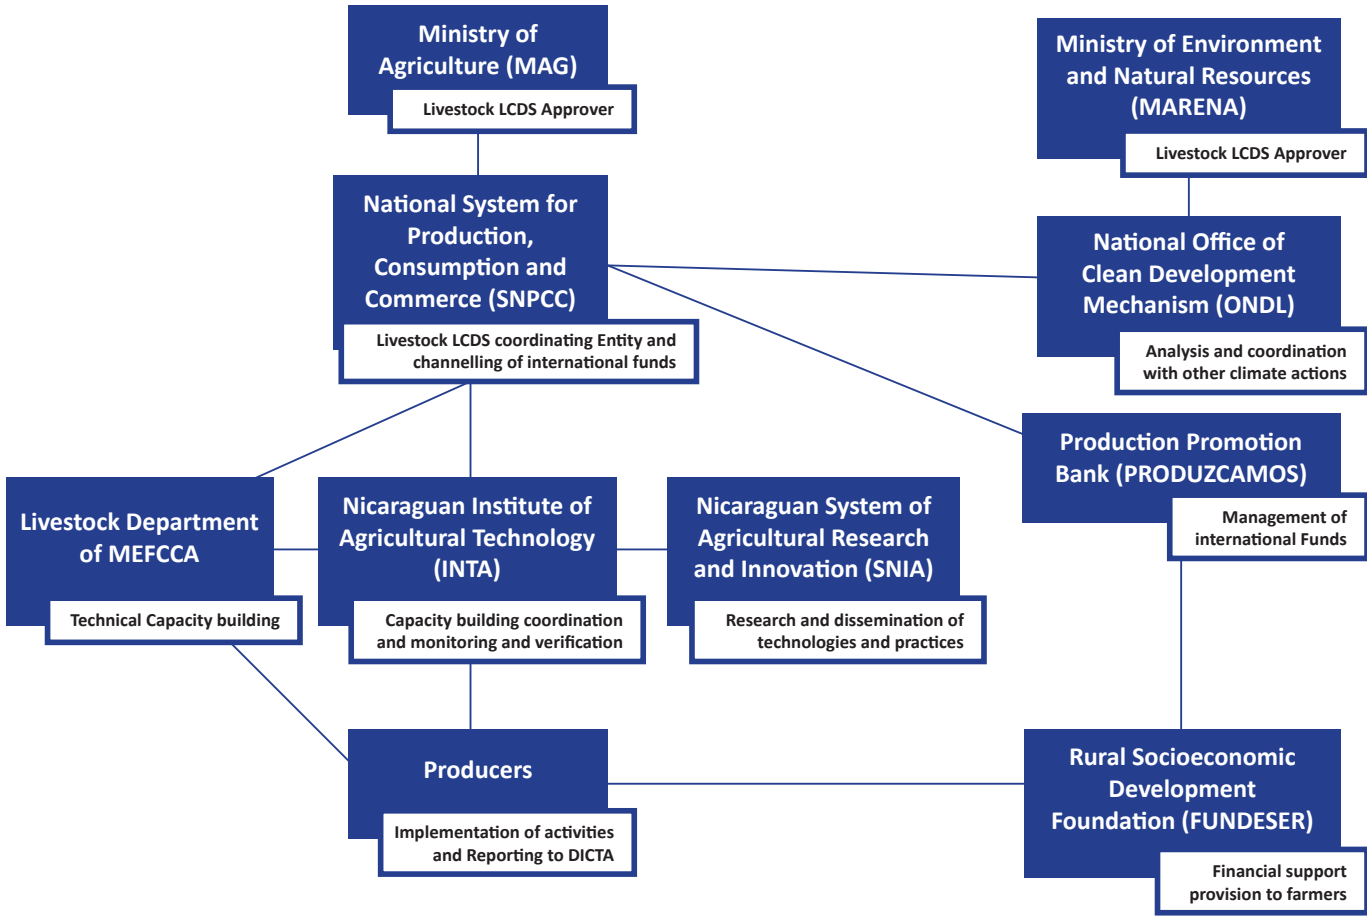 Ministry of
Agriculture (MAG)
Livestock LCDS Approver
Ministry of Environment
and Natural Resources
(MARENA)
Livestock LCDS Approver
National System for
Production,
Consumption and
Commerce (SNPCC)
Livestock LCDS coordinating Entity and
channelling of international funds
National Office of
Clean Development
Mechanism (ONDL)
Analysis and coordination
with other climate actions
Production Promotion
Bank (PRODUZCAMOS)
Management of
international Funds
Livestock Department
of MEFCCA
Technical Capacity building
Nicaraguan Institute of
Agricultural Technology
(INTA)
Capacity building coordination
and monitoring and verification
Nicaraguan System of
Agricultural Research
and Innovation (SNIA)
Research and dissemination of
technologies and practices
Producers
Implementation of activities
and Reporting to DICTA
Rural Socioeconomic
Development
Foundation (FUNDESER)
Financial support
provision to farmers